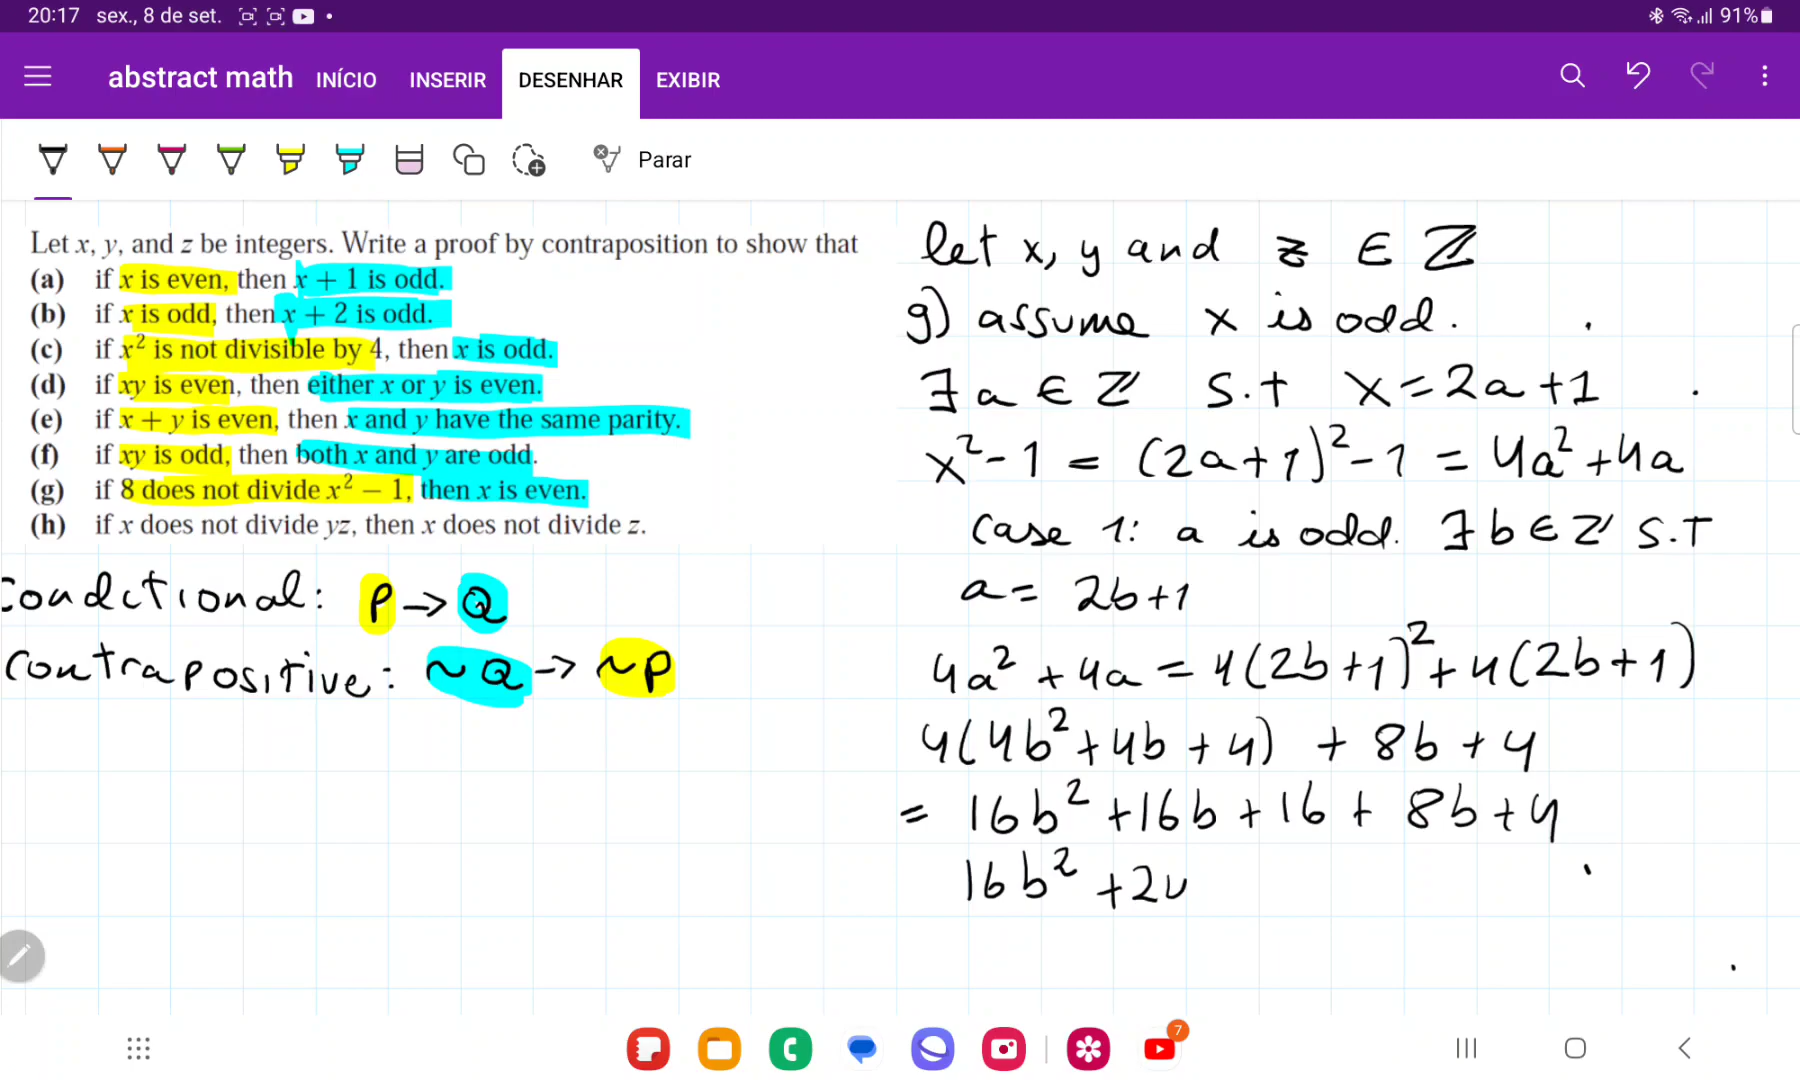 20:17 sex., 8 de set.
91%
abstract math INÍCIO INSERIR DESENHAR EXIBIR
Parar
Let x, y, and z be integers. Write a proof by contraposition to show that
(a) if x is even, then x + 1 is odd.
(b) if x is odd, then x + 2 is odd.
(c) if x² is not divisible by 4, then x is odd.
(d) if xy is even, then either x or y is even.
(e) if x + y is even, then x and y have the same parity.
(f) if xy is odd, then both x and y are odd.
(g) if 8 does not divide x² − 1, then x is even.
(h) if x does not divide yz, then x does not divide z.
Conditional: P → Q
Contrapositive: ~Q → ~P
let x, y and z ∈ ℤ
g) assume x is odd.
∃ a ∈ ℤ s.t x = 2a + 1
x² - 1 = (2a+1)² - 1 = 4a² + 4a
Case 1: a is odd. ∃ b ∈ ℤ s.t
a = 2b+1
4a² + 4a = 4(2b+1)² + 4(2b+1)
4(4b² + 4b + 4) + 8b + 4
= 16b² + 16b + 16 + 8b + 4
16b² + 2
7